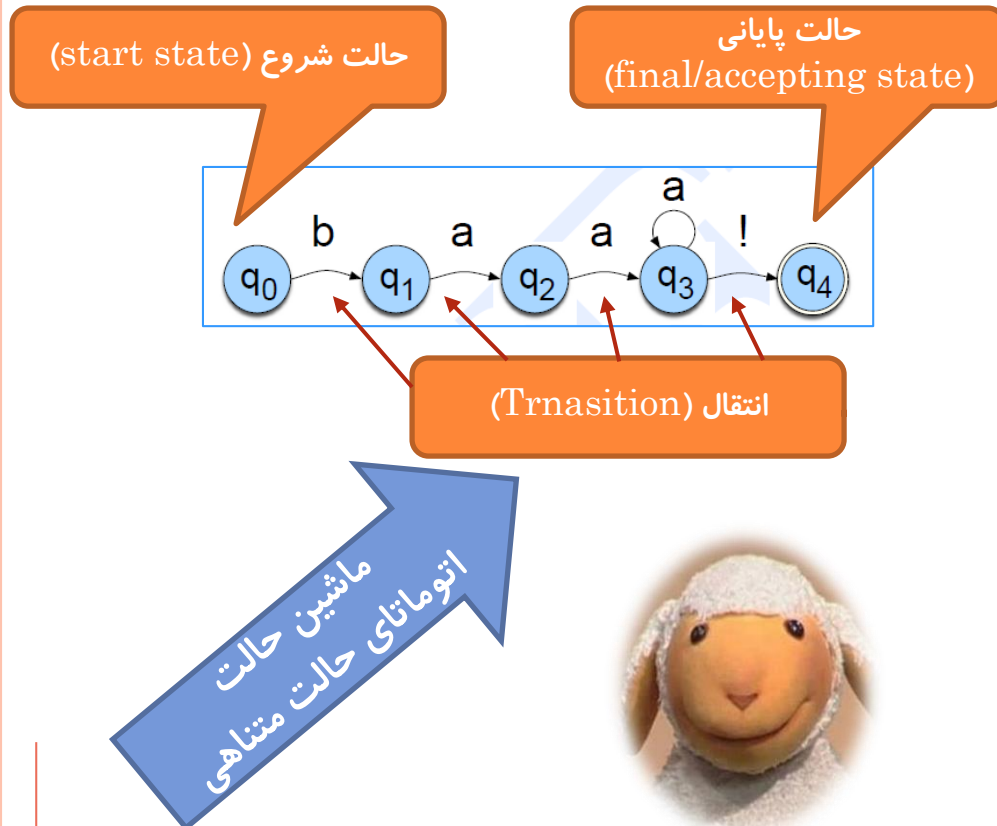 حالت شروع (start state)
حالت پایانی
(final/accepting state)
b a a a !
q0 q1 q2 q3 q4
انتقال (Trnasition)
ماشین حالت
اتوماتای حالت متناهی